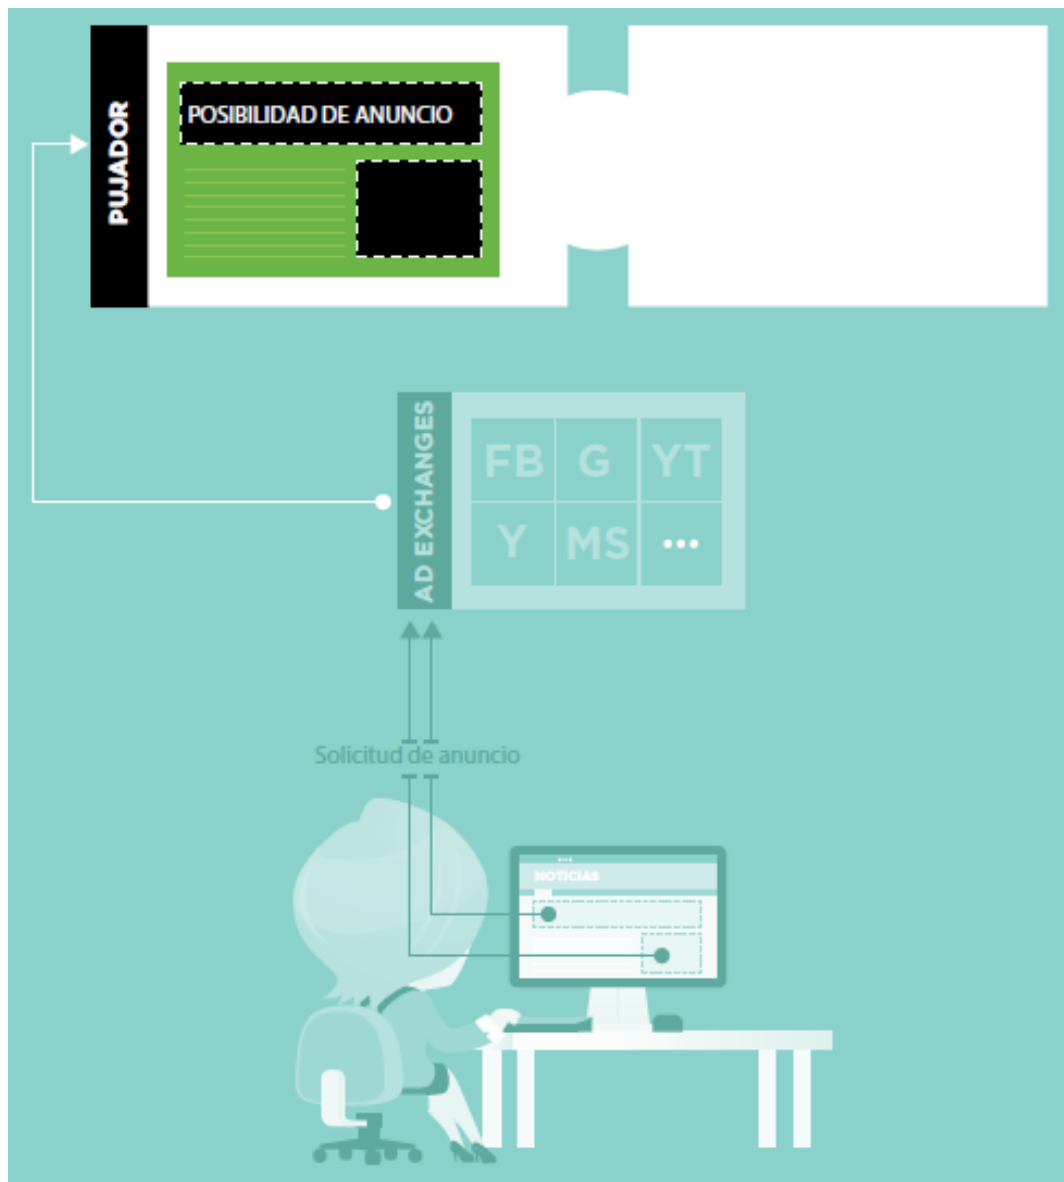 PUJADOR
POSIBILIDAD DE ANUNCIO
AD EXCHANGES
FB G YT
Y MS •••
Solicitud de anuncio
NOTICIAS